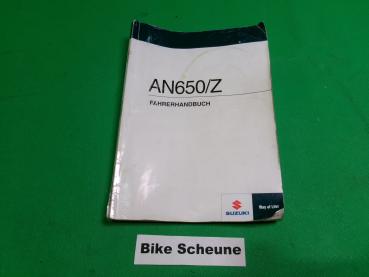 AN650/Z
FAHRERHANDBUCH
SUZUKI
Way of Life!
Bike Scheune